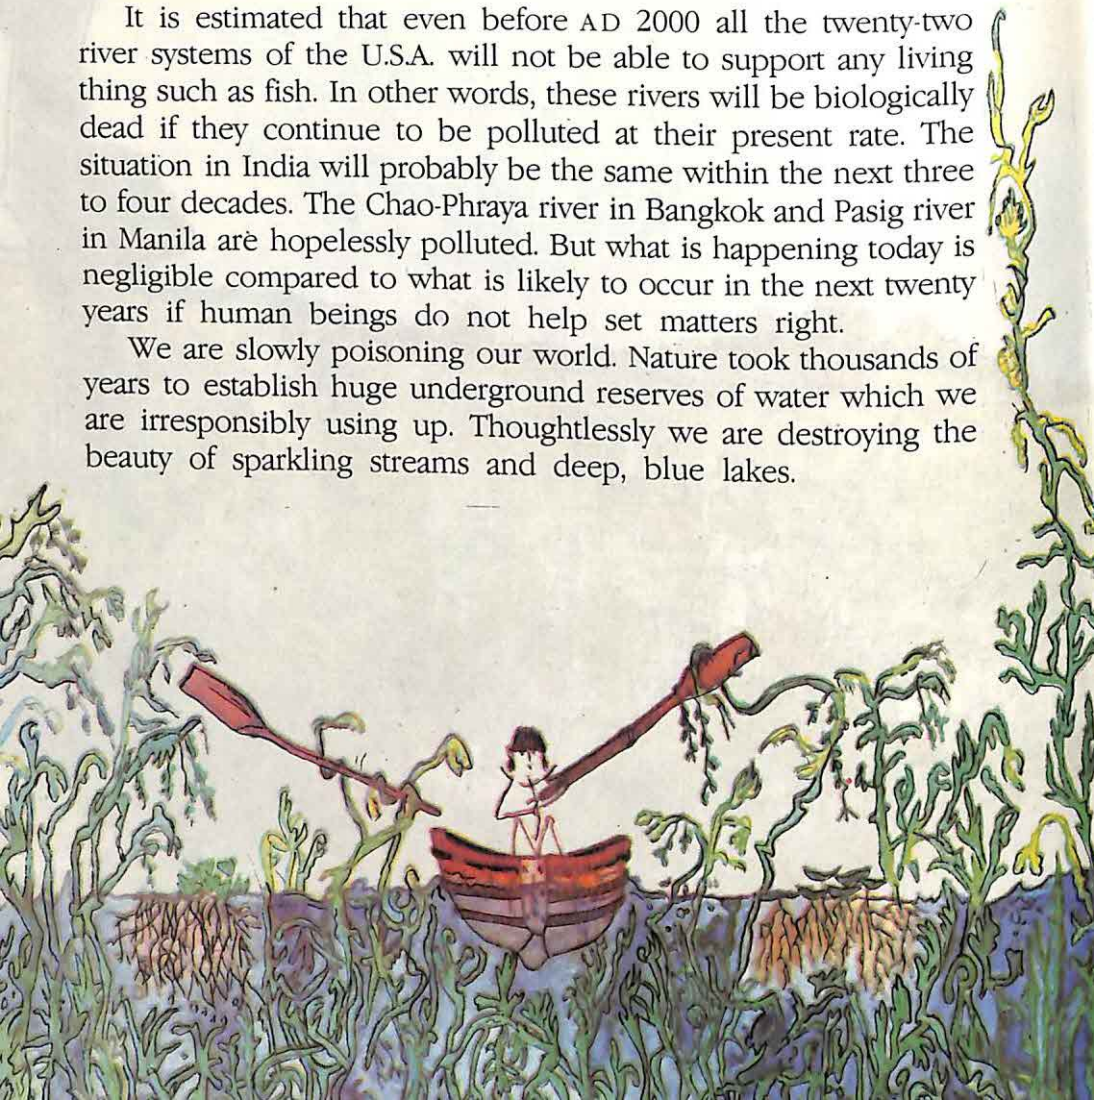 It is estimated that even before AD 2000 all the twenty-two
river systems of the U.S.A. will not be able to support any living
thing such as fish. In other words, these rivers will be biologically
dead if they continue to be polluted at their present rate. The
situation in India will probably be the same within the next three
to four decades. The Chao-Phraya river in Bangkok and Pasig river
in Manila are hopelessly polluted. But what is happening today is
negligible compared to what is likely to occur in the next twenty
years if human beings do not help set matters right.
We are slowly poisoning our world. Nature took thousands of
years to establish huge underground reserves of water which we
are irresponsibly using up. Thoughtlessly we are destroying the
beauty of sparkling streams and deep, blue lakes.